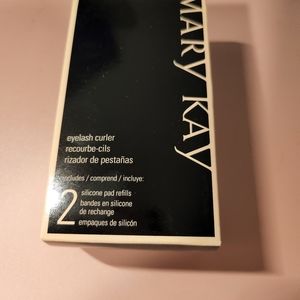 MARY KAY
eyelash curler
recourbe-cils
rizador de pestañas
includes / comprend / incluye:
2
silicone pad refills
bandes en silicone
de rechange
empaques de silicón